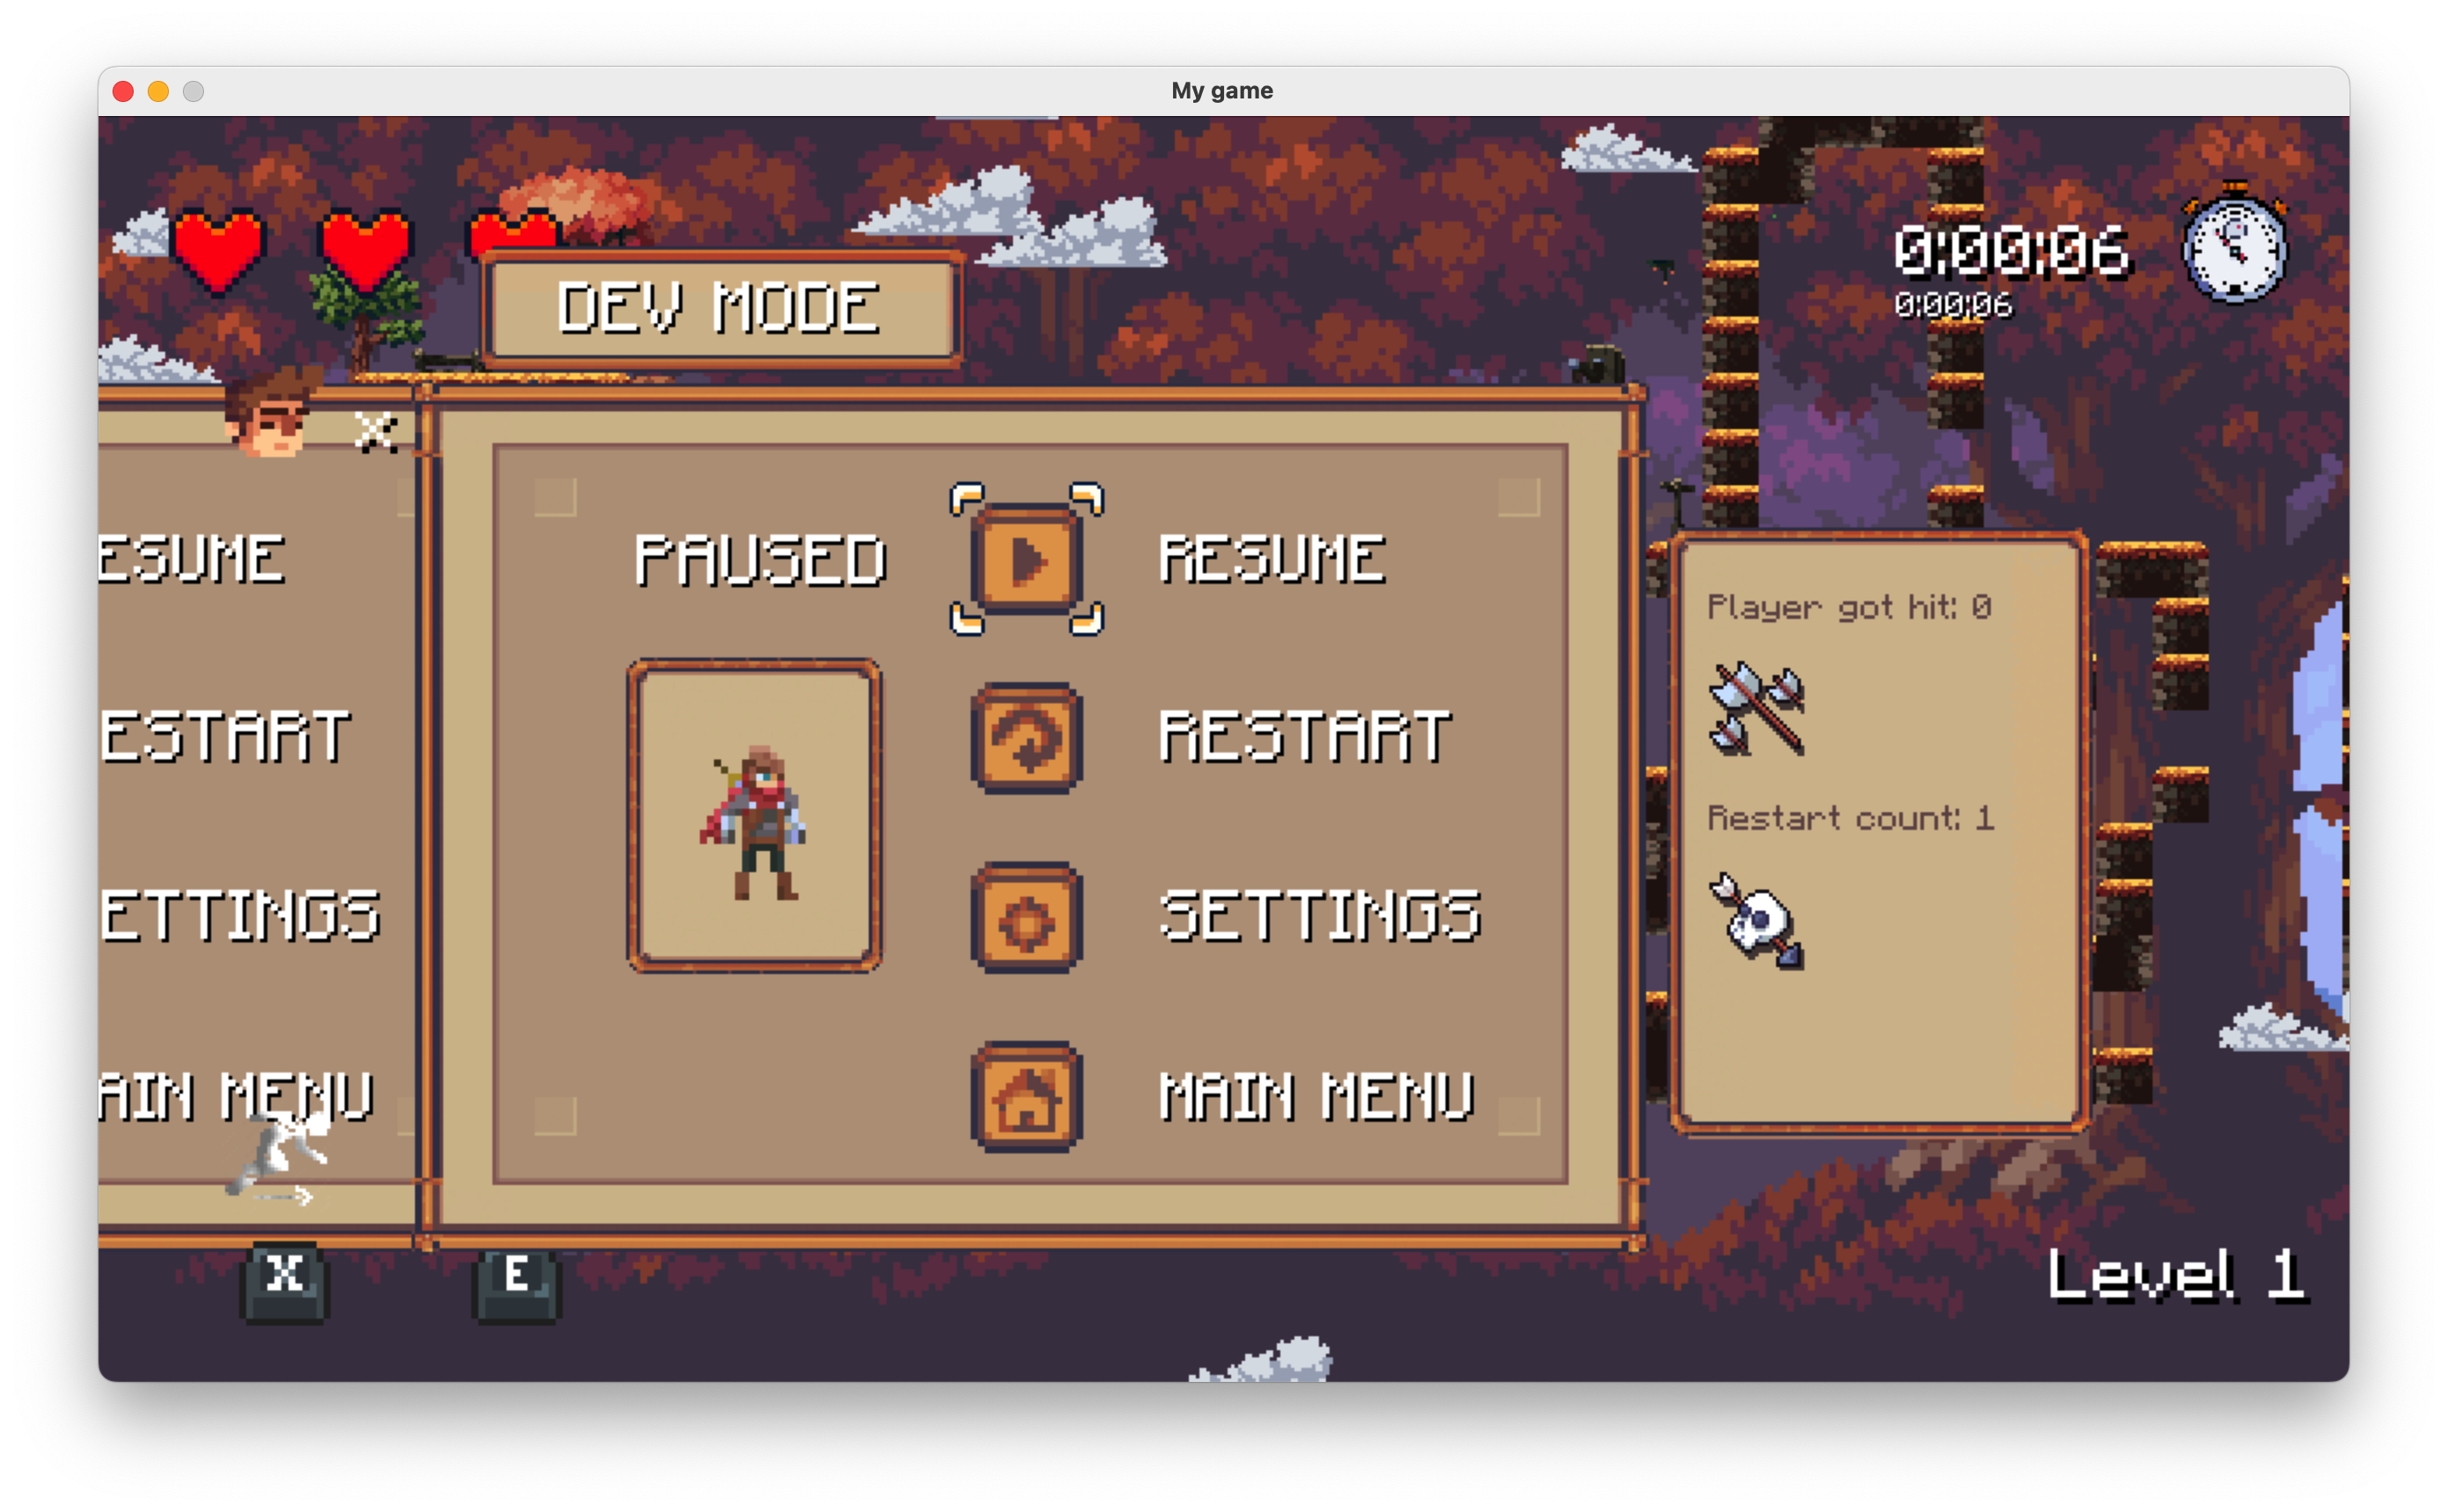 My game
0:00:06
0:00:06
DEV MODE
X
ESUME
ESTART
ETTINGS
AIN MENU
PAUSED
RESUME
RESTART
SETTINGS
MAIN MENU
Player got hit: 0
Restart count: 1
X
E
Level 1